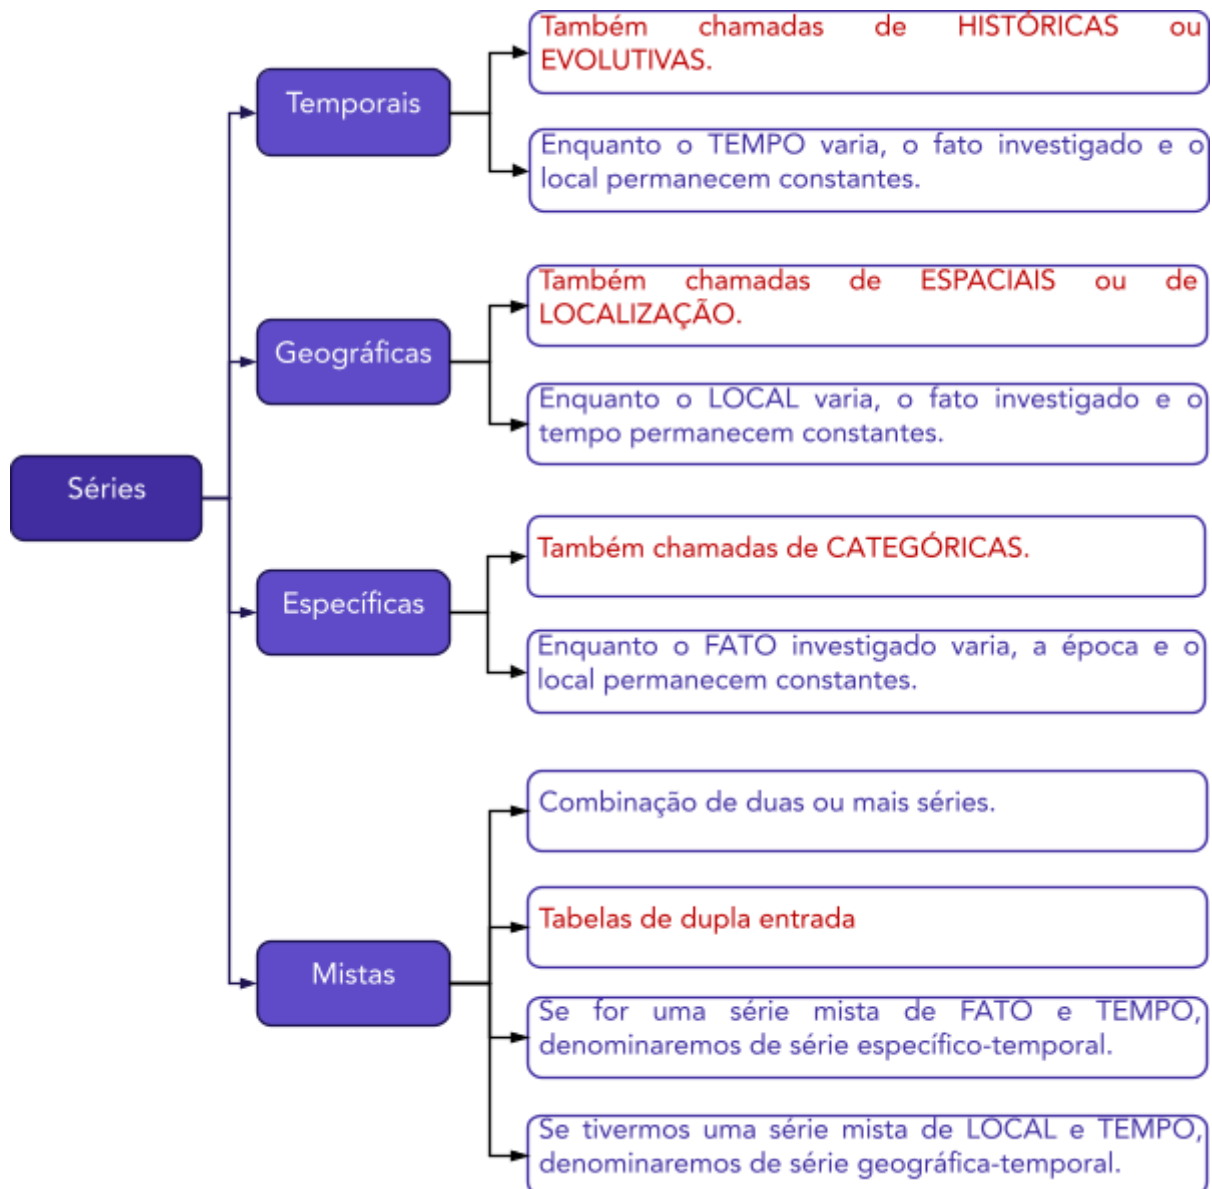 Séries
Temporais
Também chamadas de HISTÓRICAS ou
EVOLUTIVAS.
Enquanto o TEMPO varia, o fato investigado e o
local permanecem constantes.
Geográficas
Também chamadas de ESPACIAIS ou de
LOCALIZAÇÃO.
Enquanto o LOCAL varia, o fato investigado e o
tempo permanecem constantes.
Específicas
Também chamadas de CATEGÓRICAS.
Enquanto o FATO investigado varia, a época e o
local permanecem constantes.
Mistas
Combinação de duas ou mais séries.
Tabelas de dupla entrada
Se for uma série mista de FATO e TEMPO,
denominaremos de série específico-temporal.
Se tivermos uma série mista de LOCAL e TEMPO,
denominaremos de série geográfica-temporal.